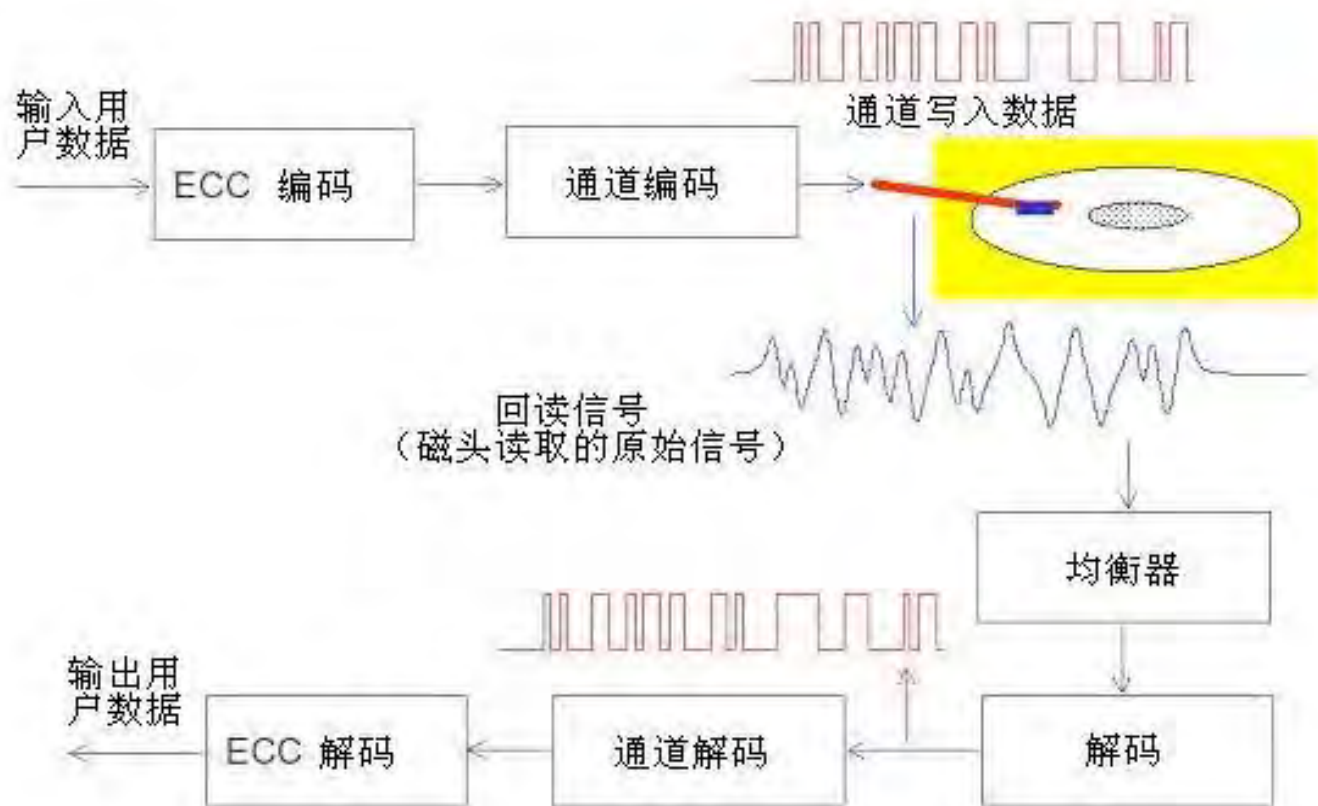 输入用
户数据
ECC 编码
通道编码
通道写入数据
回读信号
（磁头读取的原始信号）
均衡器
输出用
户数据
ECC 解码
通道解码
解码